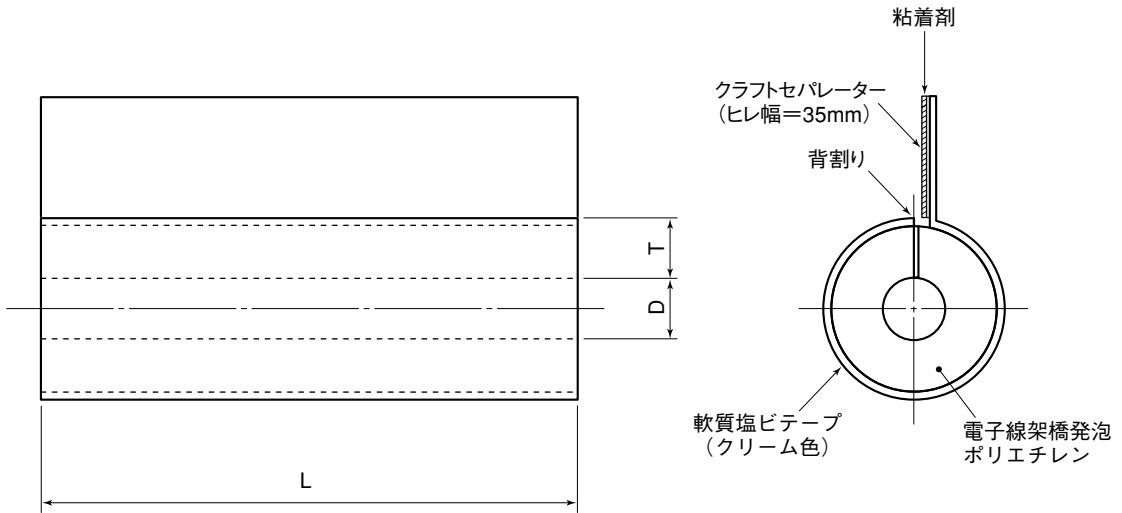 粘着剤
クラフトセパレーター
（ヒレ幅＝35mm）
背割り
T
D
L
軟質塩ビテープ
（クリーム色）
電子線架橋発泡
ポリエチレン